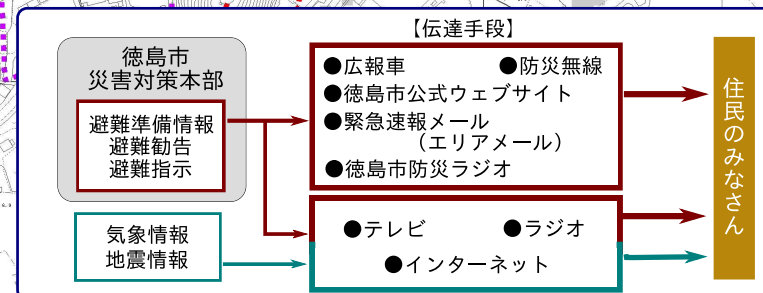 【伝達手段】
徳島市
災害対策本部
避難準備情報
避難勧告
避難指示
気象情報
地震情報
●広報車 ●防災無線
●徳島市公式ウェブサイト
●緊急速報メール
（エリアメール）
●徳島市防災ラジオ
●テレビ ●ラジオ
●インターネット
住民のみなさん